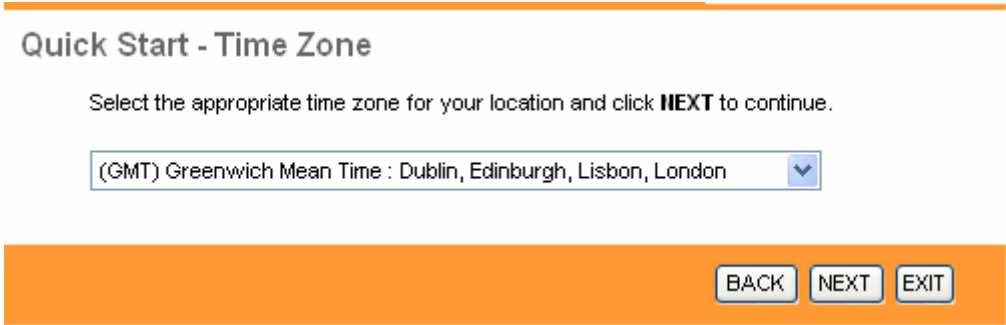 Quick Start - Time Zone
Select the appropriate time zone for your location and click NEXT to continue.
(GMT) Greenwich Mean Time : Dublin, Edinburgh, Lisbon, London
BACK NEXT EXIT